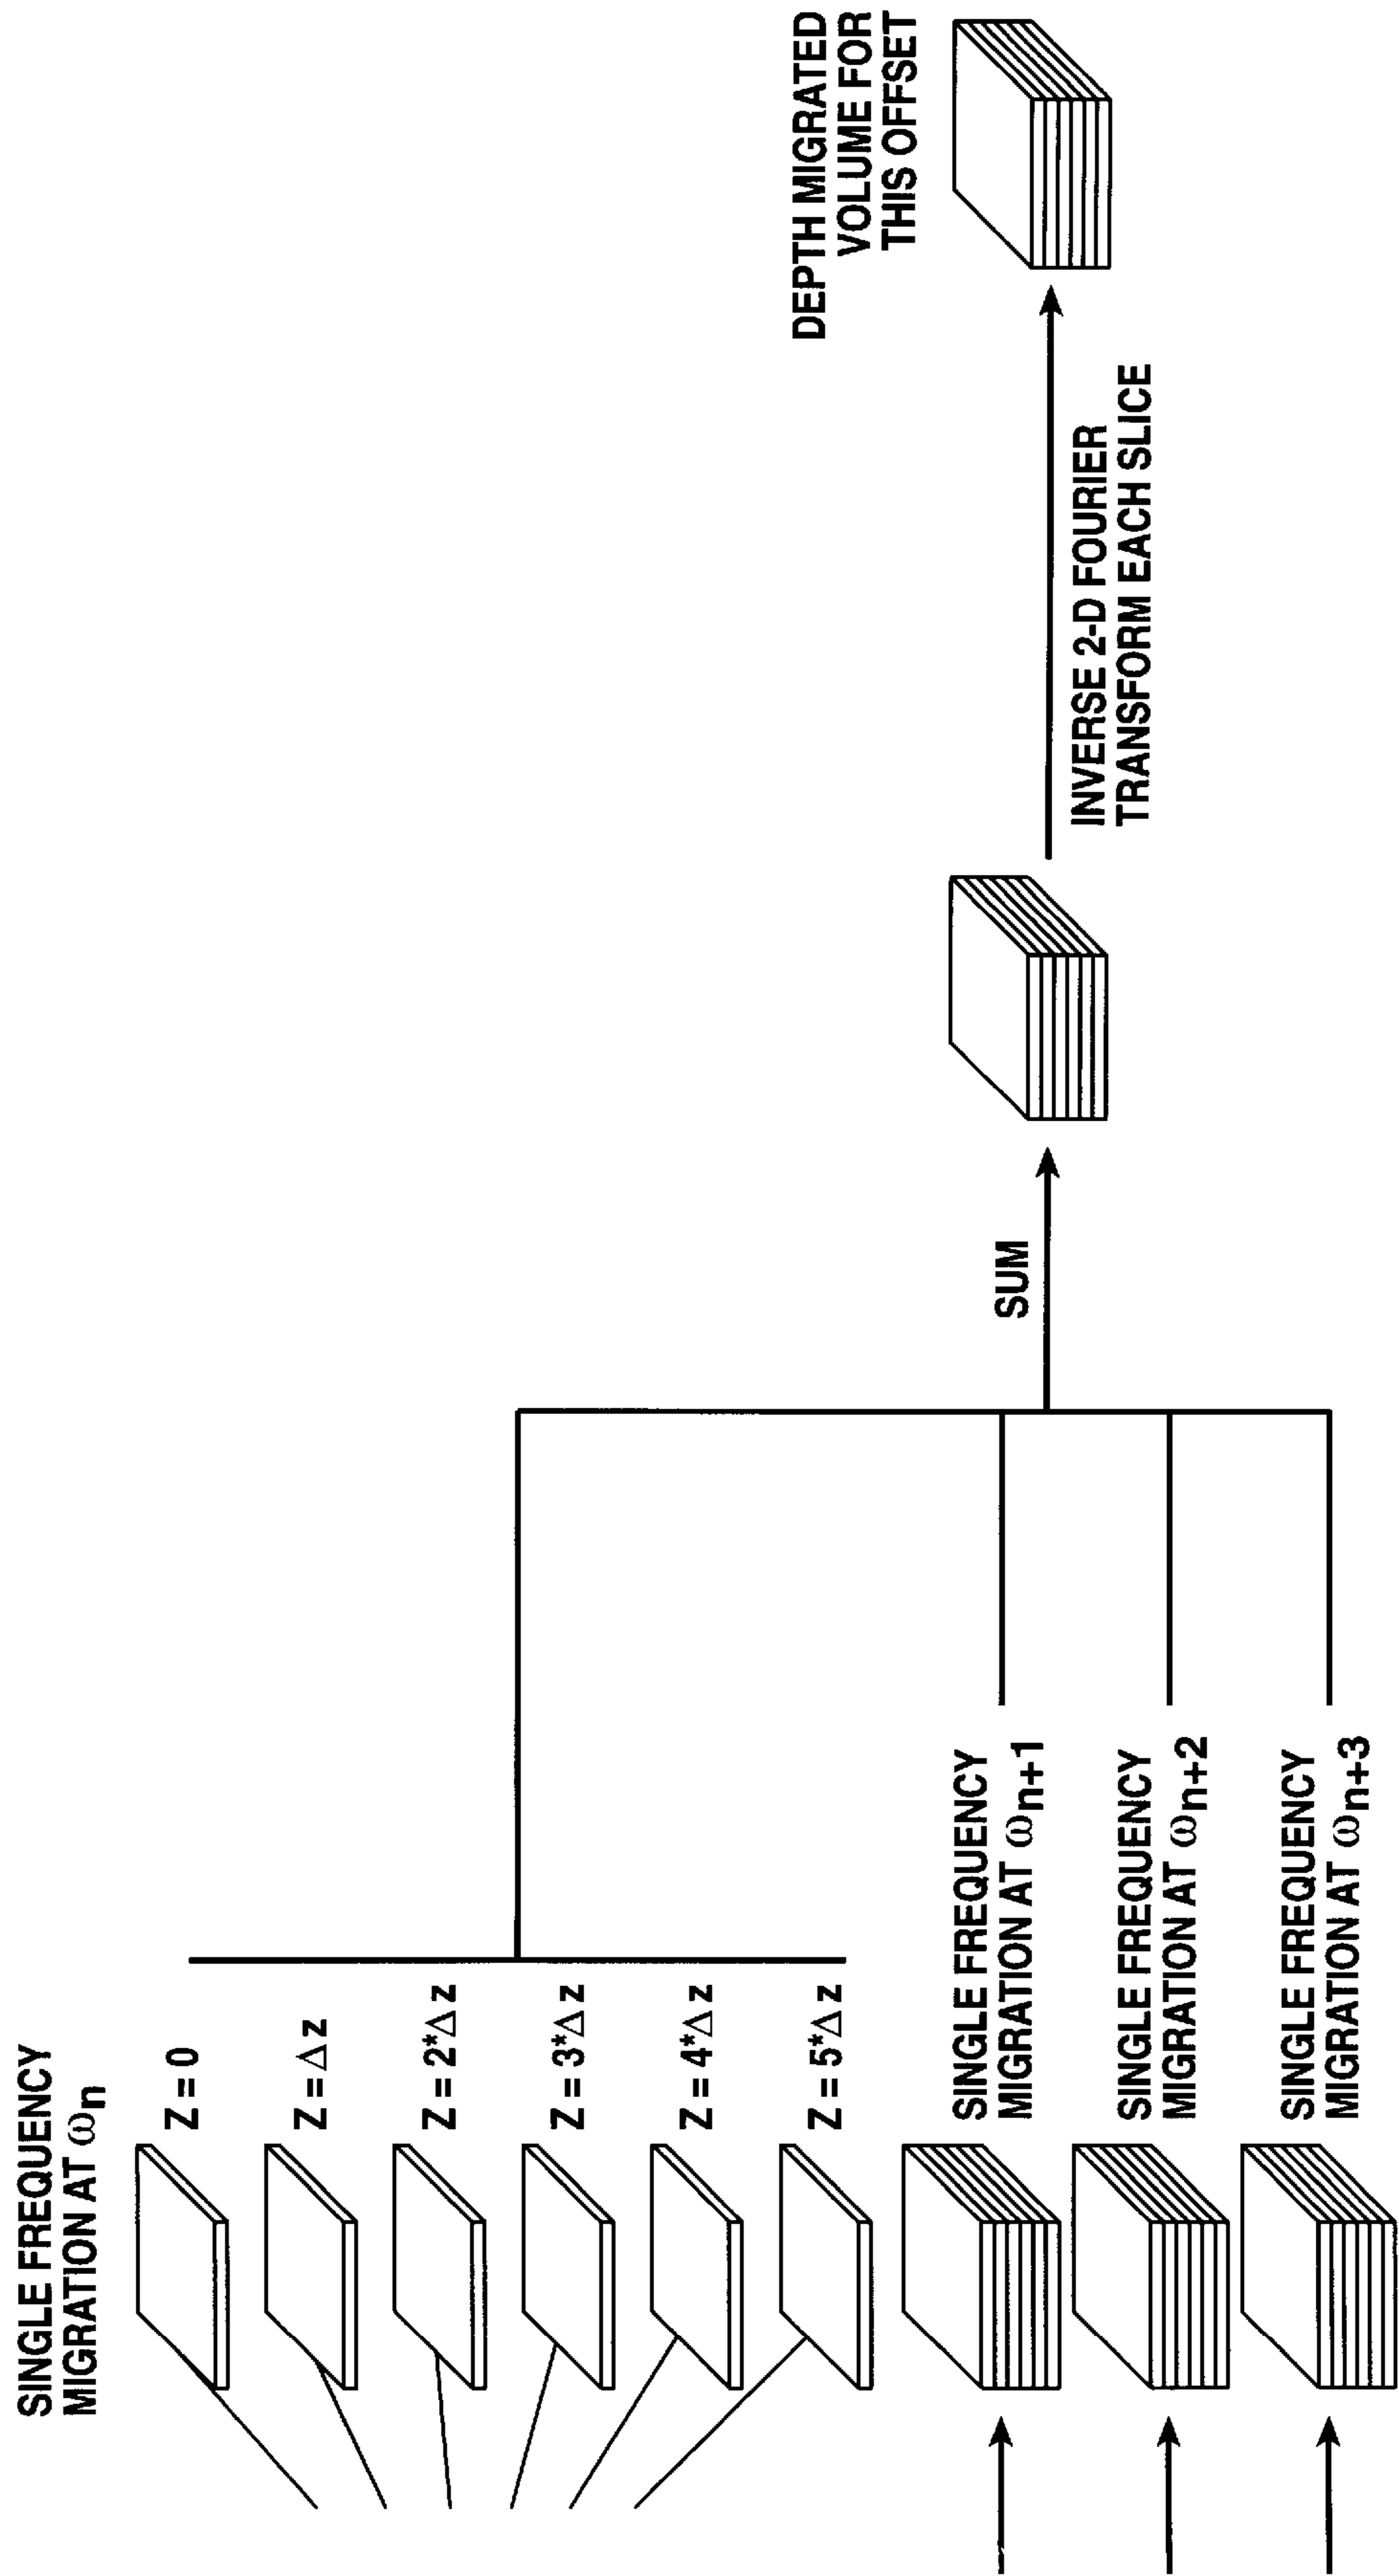 SINGLE FREQUENCY
MIGRATION AT ωn
Z = 0
Z = Δ z
Z = 2*Δ z
Z = 3*Δ z
Z = 4*Δ z
Z = 5*Δ z
SINGLE FREQUENCY
MIGRATION AT ωn+1
SINGLE FREQUENCY
MIGRATION AT ωn+2
SINGLE FREQUENCY
MIGRATION AT ωn+3
SUM
INVERSE 2-D FOURIER
TRANSFORM EACH SLICE
DEPTH MIGRATED
VOLUME FOR
THIS OFFSET